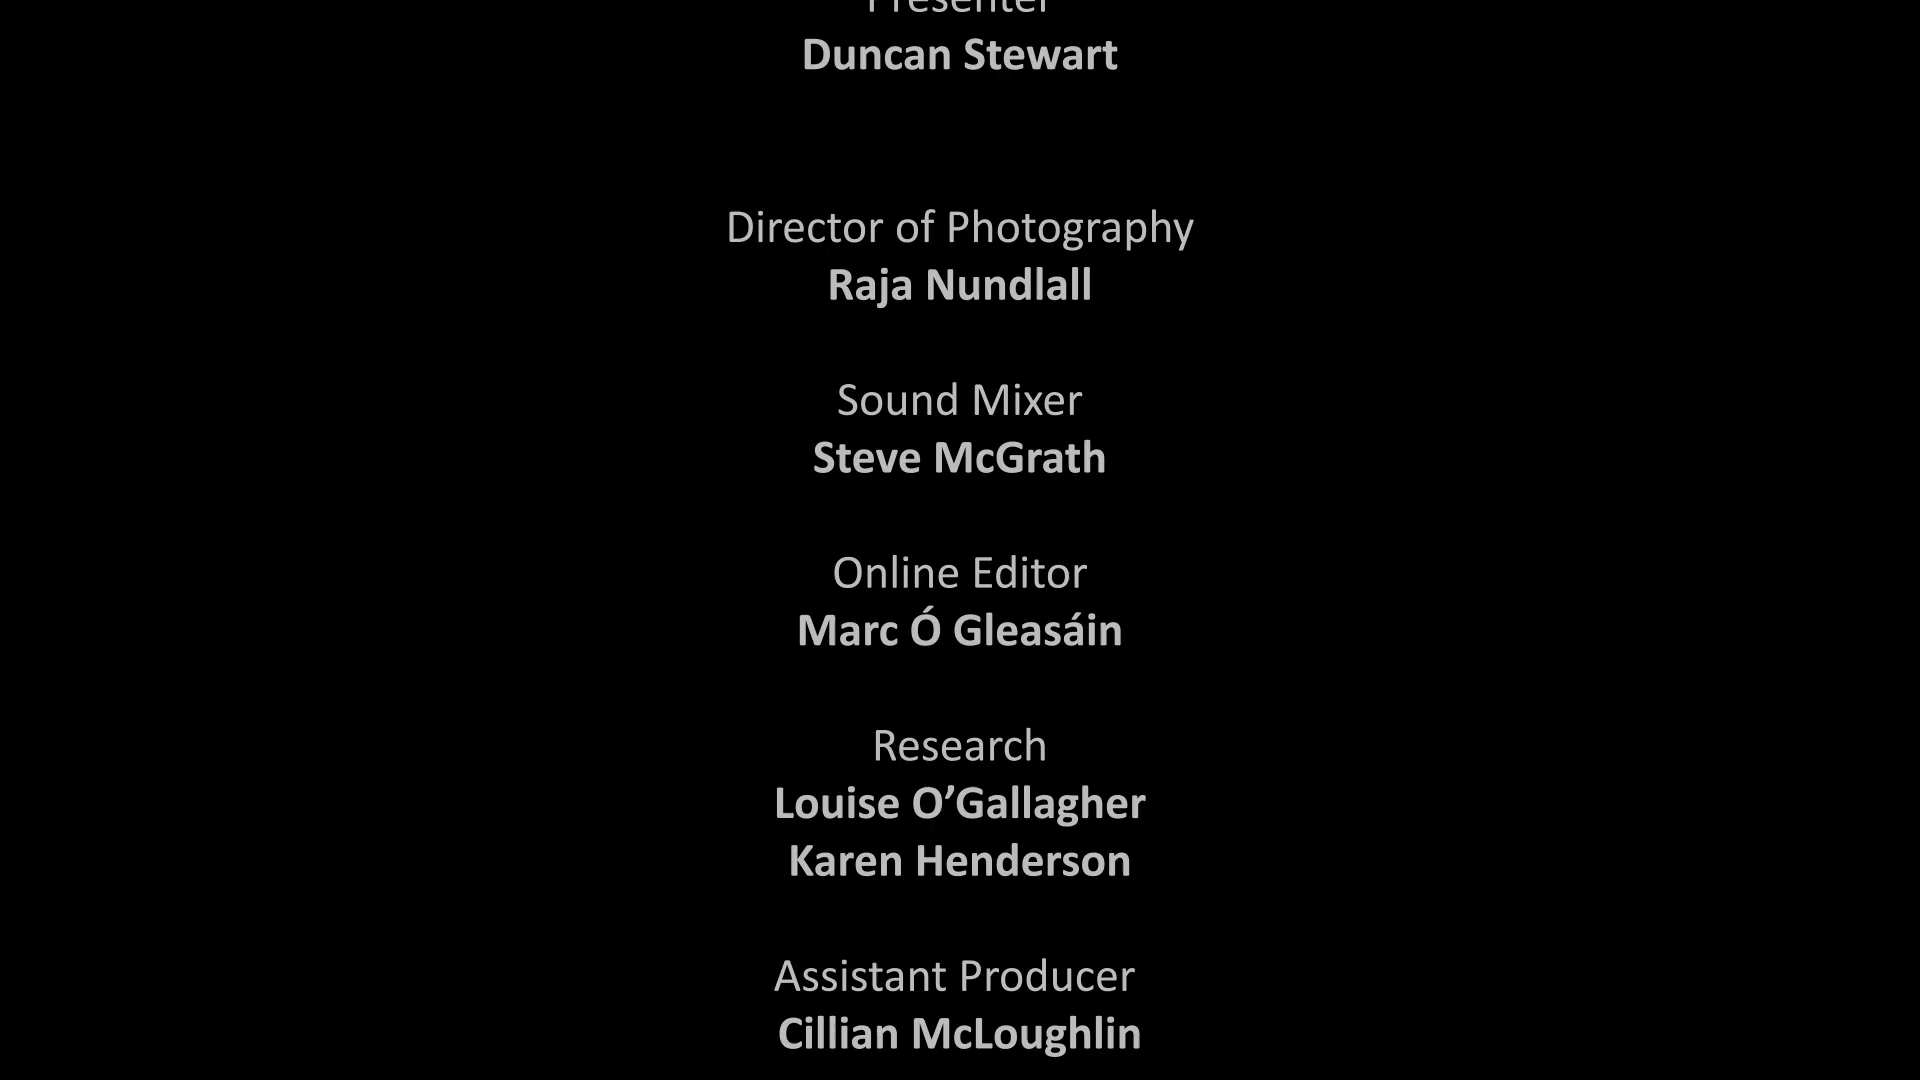 Presenter
Duncan Stewart
Director of Photography
Raja Nundlall
Sound Mixer
Steve McGrath
Online Editor
Marc Ó Gleasáin
Research
Louise O’Gallagher
Karen Henderson
Assistant Producer
Cillian McLoughlin